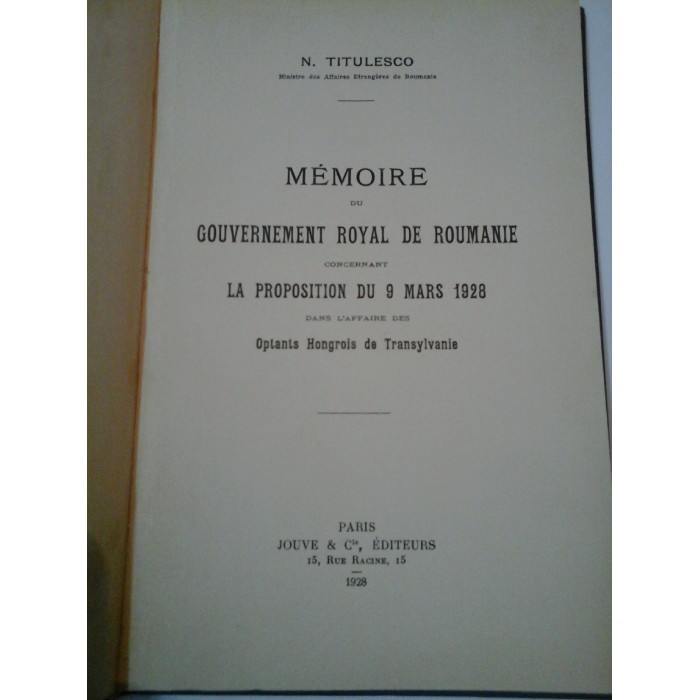 N. TITULESCO
Ministre des Affaires Etrangères de Roumanie
MÉMOIRE
DU
GOUVERNEMENT ROYAL DE ROUMANIE
CONCERNANT
LA PROPOSITION DU 9 MARS 1928
DANS L'AFFAIRE DES
Optants Hongrois de Transylvanie
PARIS
JOUVE & Cie, ÉDITEURS
15, RUE RACINE, 15
1928